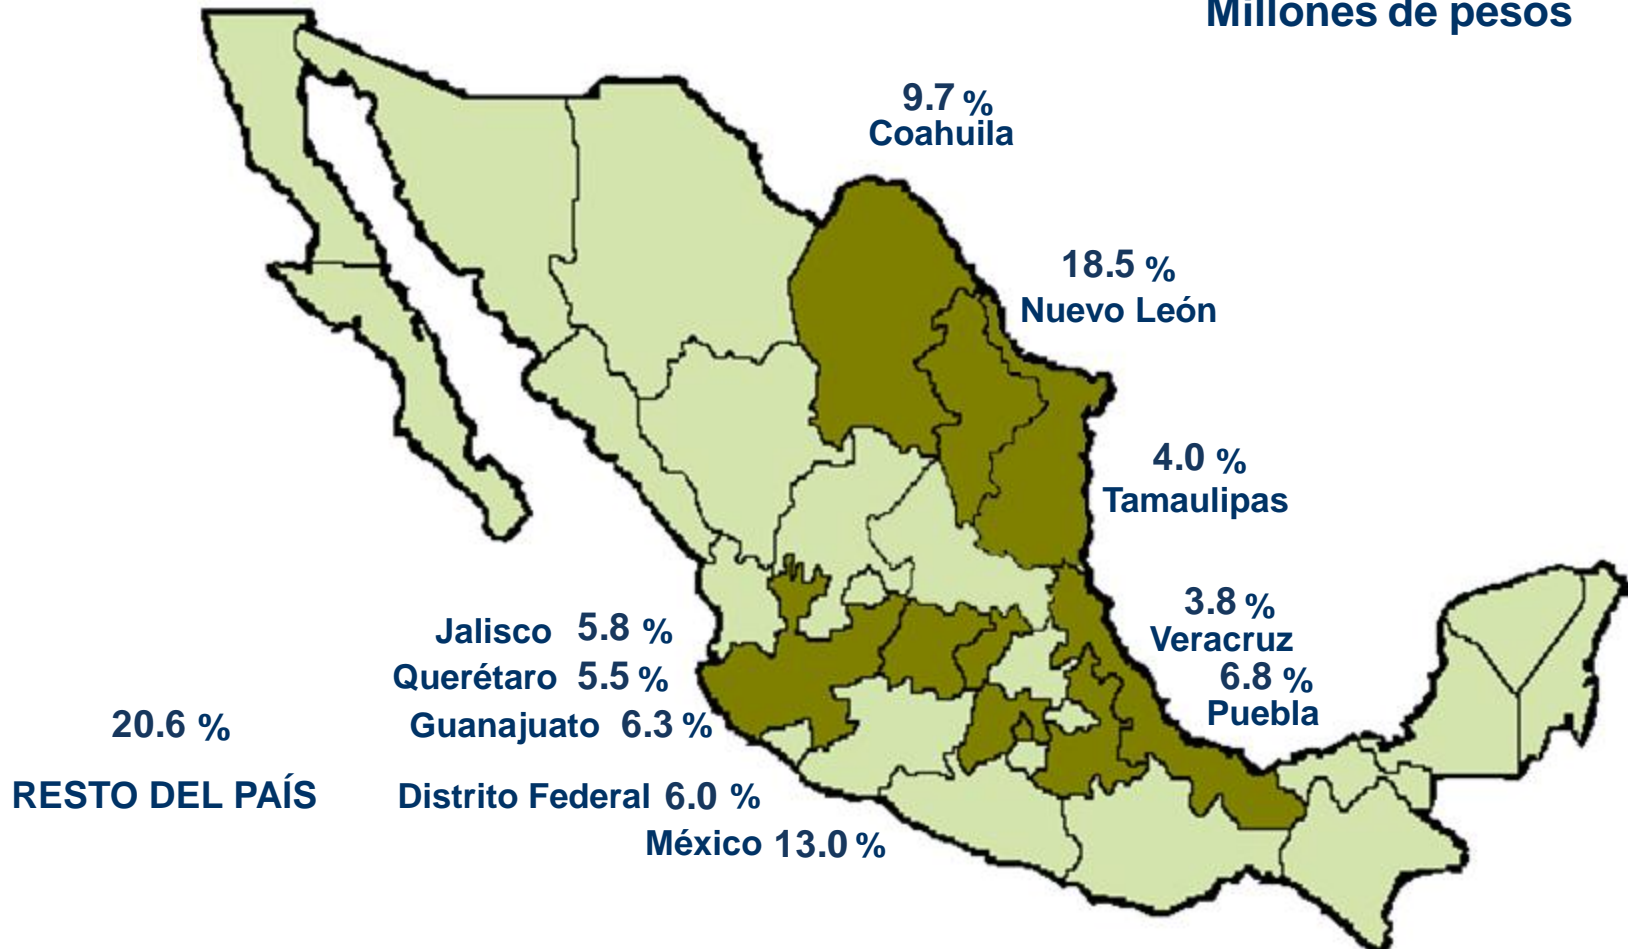 Millones de pesos
9.7 %
Coahuila
18.5 %
Nuevo León
4.0 %
Tamaulipas
3.8 %
Veracruz
6.8 %
Puebla
Jalisco 5.8 %
Querétaro 5.5 %
Guanajuato 6.3 %
Distrito Federal 6.0 %
México 13.0 %
20.6 %
RESTO DEL PAÍS